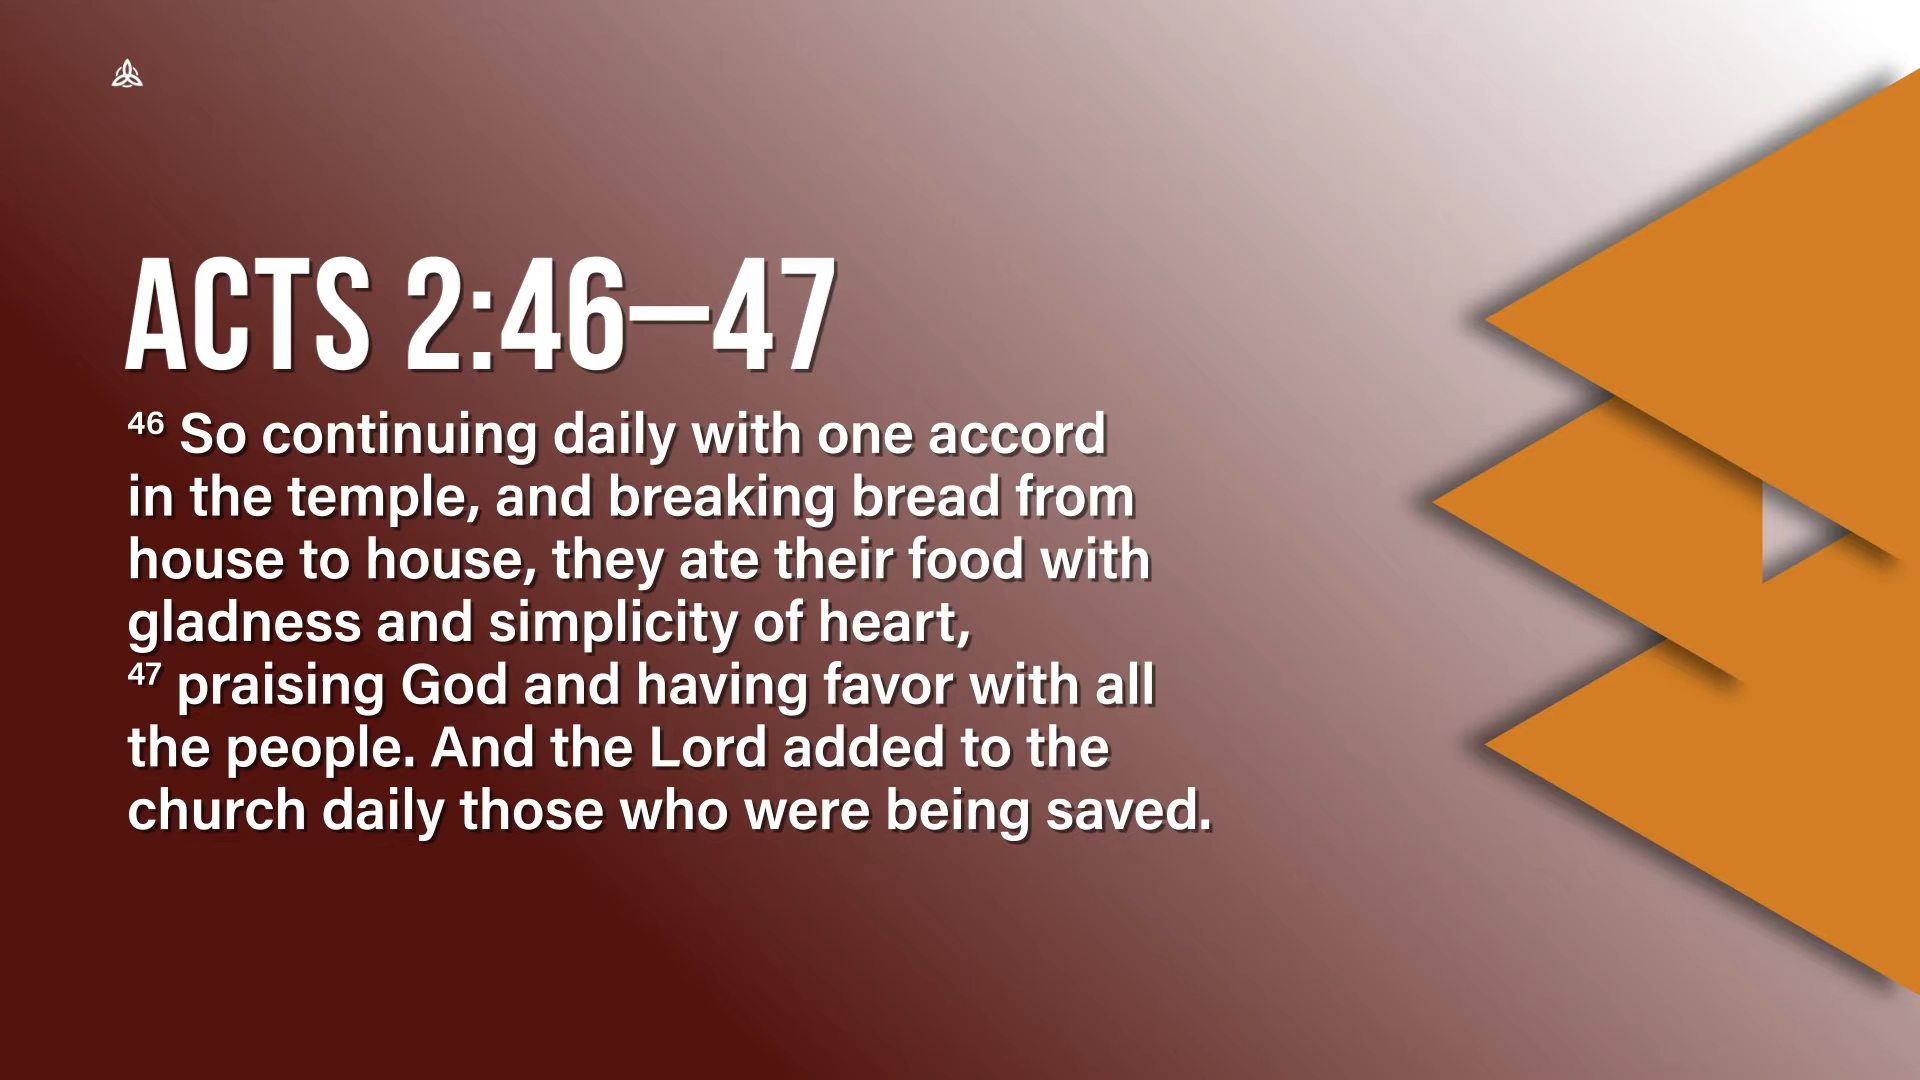 ACTS 2:46–47
46 So continuing daily with one accord
in the temple, and breaking bread from
house to house, they ate their food with
gladness and simplicity of heart,
47 praising God and having favor with all
the people. And the Lord added to the
church daily those who were being saved.